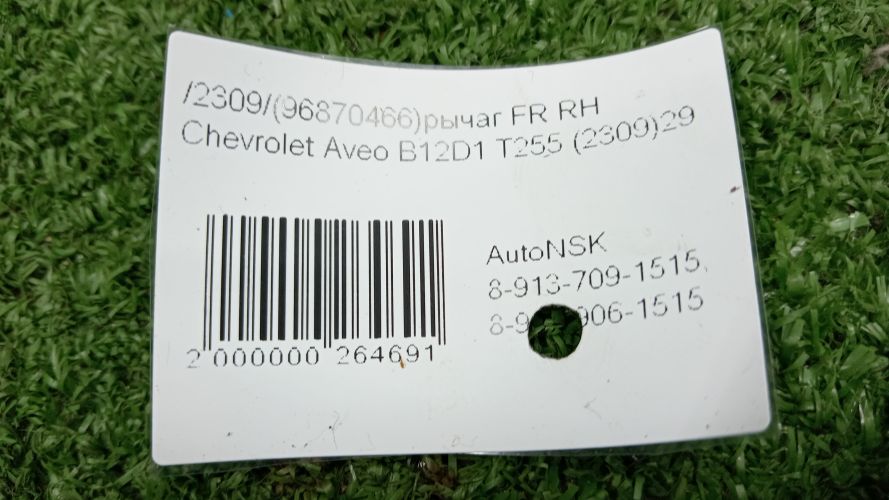 /2309/(96870466)рычаг FR RH
Chevrolet Aveo B12D1 T255 (2309)29
AutoNSK
8-913-709-1515,
906-1515
2 000000 264691